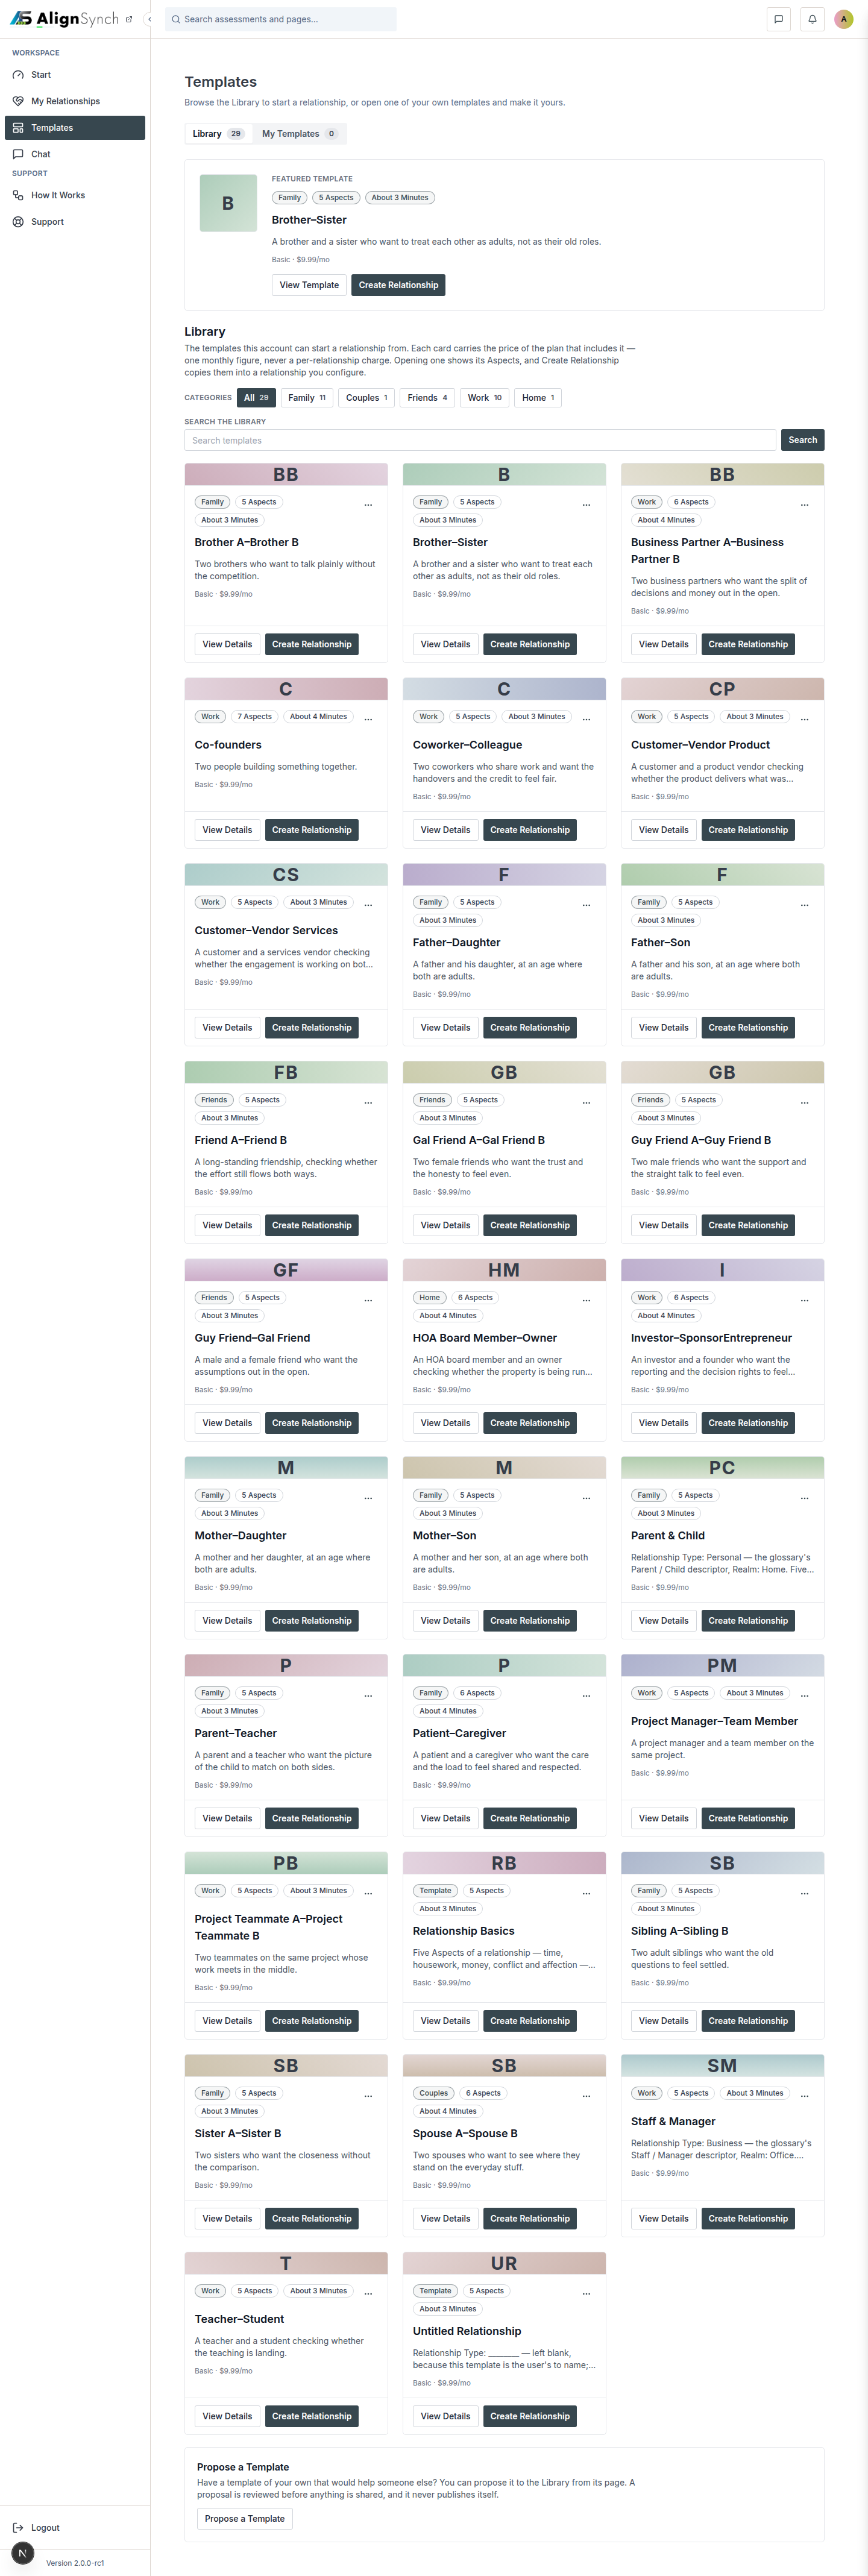 AlignSynch
Search assessments and pages...
A
WORKSPACE
Start
My Relationships
Templates
Chat
SUPPORT
How It Works
Support
Templates
Browse the Library to start a relationship, or open one of your own templates and make it yours.
Library 29 My Templates 0
B
FEATURED TEMPLATE
Family 5 Aspects About 3 Minutes
Brother–Sister
A brother and a sister who want to treat each other as adults, not as their old roles.
Basic · $9.99/mo
View Template Create Relationship
Library
The templates this account can start a relationship from. Each card carries the price of the plan that includes it —
one monthly figure, never a per-relationship charge. Opening one shows its Aspects, and Create Relationship
copies them into a relationship you configure.
CATEGORIES All 29 Family 11 Couples 1 Friends 4 Work 10 Home 1
SEARCH THE LIBRARY
Search templates Search
BB
Family 5 Aspects ...
About 3 Minutes
Brother A–Brother B
Two brothers who want to talk plainly without
the competition.
Basic · $9.99/mo
View Details Create Relationship
B
Family 5 Aspects ...
About 3 Minutes
Brother–Sister
A brother and a sister who want to treat each
other as adults, not as their old roles.
Basic · $9.99/mo
View Details Create Relationship
BB
Work 6 Aspects ...
About 4 Minutes
Business Partner A–Business
Partner B
Two business partners who want the split of
decisions and money out in the open.
Basic · $9.99/mo
View Details Create Relationship
C
Work 7 Aspects About 4 Minutes ...
Co-founders
Two people building something together.
Basic · $9.99/mo
View Details Create Relationship
C
Work 5 Aspects About 3 Minutes ...
Coworker–Colleague
Two coworkers who share work and want the
handovers and the credit to feel fair.
Basic · $9.99/mo
View Details Create Relationship
CP
Work 5 Aspects About 3 Minutes ...
Customer–Vendor Product
A customer and a product vendor checking
whether the product delivers what was...
Basic · $9.99/mo
View Details Create Relationship
CS
Work 5 Aspects About 3 Minutes ...
Customer–Vendor Services
A customer and a services vendor checking
whether the engagement is working on bot...
Basic · $9.99/mo
View Details Create Relationship
F
Family 5 Aspects ...
About 3 Minutes
Father–Daughter
A father and his daughter, at an age where
both are adults.
Basic · $9.99/mo
View Details Create Relationship
F
Family 5 Aspects ...
About 3 Minutes
Father–Son
A father and his son, at an age where both
are adults.
Basic · $9.99/mo
View Details Create Relationship
FB
Friends 5 Aspects ...
About 3 Minutes
Friend A–Friend B
A long-standing friendship, checking whether
the effort still flows both ways.
Basic · $9.99/mo
View Details Create Relationship
GB
Friends 5 Aspects ...
About 3 Minutes
Gal Friend A–Gal Friend B
Two female friends who want the trust and
the honesty to feel even.
Basic · $9.99/mo
View Details Create Relationship
GB
Friends 5 Aspects ...
About 3 Minutes
Guy Friend A–Guy Friend B
Two male friends who want the support and
the straight talk to feel even.
Basic · $9.99/mo
View Details Create Relationship
GF
Friends 5 Aspects ...
About 3 Minutes
Guy Friend–Gal Friend
A male and a female friend who want the
assumptions out in the open.
Basic · $9.99/mo
View Details Create Relationship
HM
Home 6 Aspects ...
About 4 Minutes
HOA Board Member–Owner
An HOA board member and an owner
checking whether the property is being run...
Basic · $9.99/mo
View Details Create Relationship
I
Work 6 Aspects ...
About 4 Minutes
Investor–SponsorEntrepreneur
An investor and a founder who want the
reporting and the decision rights to feel...
Basic · $9.99/mo
View Details Create Relationship
M
Family 5 Aspects ...
About 3 Minutes
Mother–Daughter
A mother and her daughter, at an age where
both are adults.
Basic · $9.99/mo
View Details Create Relationship
M
Family 5 Aspects ...
About 3 Minutes
Mother–Son
A mother and her son, at an age where both
are adults.
Basic · $9.99/mo
View Details Create Relationship
PC
Family 5 Aspects ...
About 3 Minutes
Parent & Child
Relationship Type: Personal — the glossary's
Parent / Child descriptor, Realm: Home. Five...
Basic · $9.99/mo
View Details Create Relationship
P
Family 5 Aspects ...
About 3 Minutes
Parent–Teacher
A parent and a teacher who want the picture
of the child to match on both sides.
Basic · $9.99/mo
View Details Create Relationship
P
Family 6 Aspects ...
About 4 Minutes
Patient–Caregiver
A patient and a caregiver who want the care
and the load to feel shared and respected.
Basic · $9.99/mo
View Details Create Relationship
PM
Work 5 Aspects About 3 Minutes ...
Project Manager–Team Member
A project manager and a team member on the
same project.
Basic · $9.99/mo
View Details Create Relationship
PB
Work 5 Aspects About 3 Minutes ...
Project Teammate A–Project
Teammate B
Two teammates on the same project whose
work meets in the middle.
Basic · $9.99/mo
View Details Create Relationship
RB
Template 5 Aspects ...
About 3 Minutes
Relationship Basics
Five Aspects of a relationship — time,
housework, money, conflict and affection —...
Basic · $9.99/mo
View Details Create Relationship
SB
Family 5 Aspects ...
About 3 Minutes
Sibling A–Sibling B
Two adult siblings who want the old
questions to feel settled.
Basic · $9.99/mo
View Details Create Relationship
SB
Family 5 Aspects ...
About 3 Minutes
Sister A–Sister B
Two sisters who want the closeness without
the comparison.
Basic · $9.99/mo
View Details Create Relationship
SB
Couples 6 Aspects ...
About 4 Minutes
Spouse A–Spouse B
Two spouses who want to see where they
stand on the everyday stuff.
Basic · $9.99/mo
View Details Create Relationship
SM
Work 5 Aspects About 3 Minutes ...
Staff & Manager
Relationship Type: Business — the glossary's
Staff / Manager descriptor, Realm: Office....
Basic · $9.99/mo
View Details Create Relationship
T
Work 5 Aspects About 3 Minutes ...
Teacher–Student
A teacher and a student checking whether
the teaching is landing.
Basic · $9.99/mo
View Details Create Relationship
UR
Template 5 Aspects ...
About 3 Minutes
Untitled Relationship
Relationship Type: _______ — left blank,
because this template is the user's to name;...
Basic · $9.99/mo
View Details Create Relationship
Propose a Template
Have a template of your own that would help someone else? You can propose it to the Library from its page. A
proposal is reviewed before anything is shared, and it never publishes itself.
Propose a Template
Logout
N
Version 2.0.0-rc1